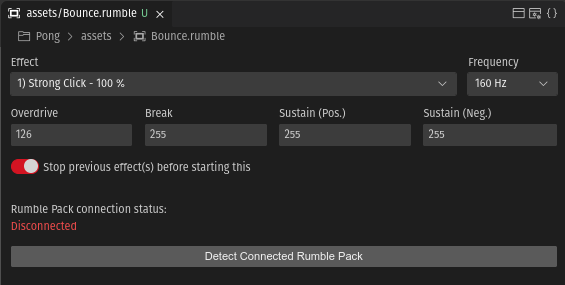 assets/Bounce.rumble U
Pong > assets > Bounce.rumble
Effect Frequency
1) Strong Click - 100 % 160 Hz
Overdrive Break Sustain (Pos.) Sustain (Neg.)
126 255 255 255
Stop previous effect(s) before starting this
Rumble Pack connection status:
Disconnected
Detect Connected Rumble Pack